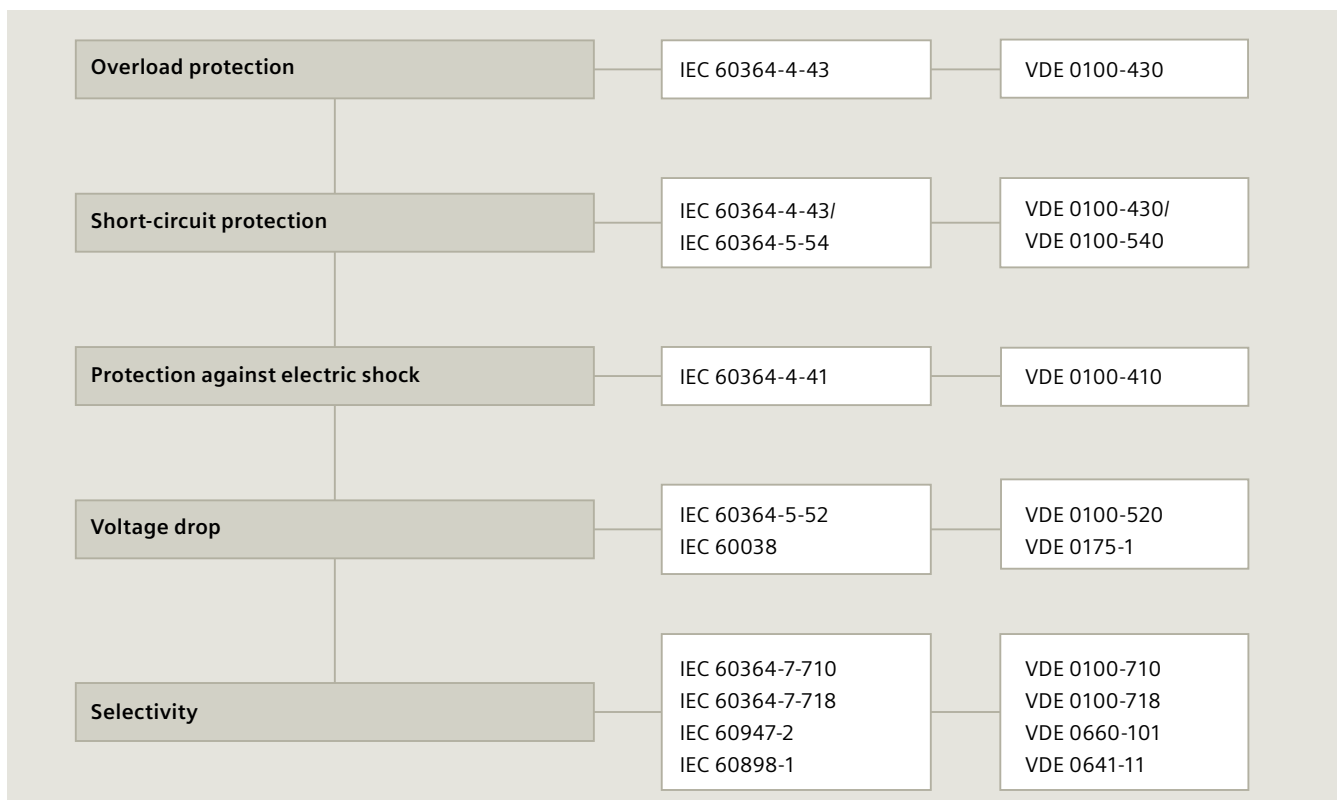 Overload protection
IEC 60364-4-43
VDE 0100-430
Short-circuit protection
IEC 60364-4-43/
IEC 60364-5-54
VDE 0100-430/
VDE 0100-540
Protection against electric shock
IEC 60364-4-41
VDE 0100-410
Voltage drop
IEC 60364-5-52
IEC 60038
VDE 0100-520
VDE 0175-1
Selectivity
IEC 60364-7-710
IEC 60364-7-718
IEC 60947-2
IEC 60898-1
VDE 0100-710
VDE 0100-718
VDE 0660-101
VDE 0641-11